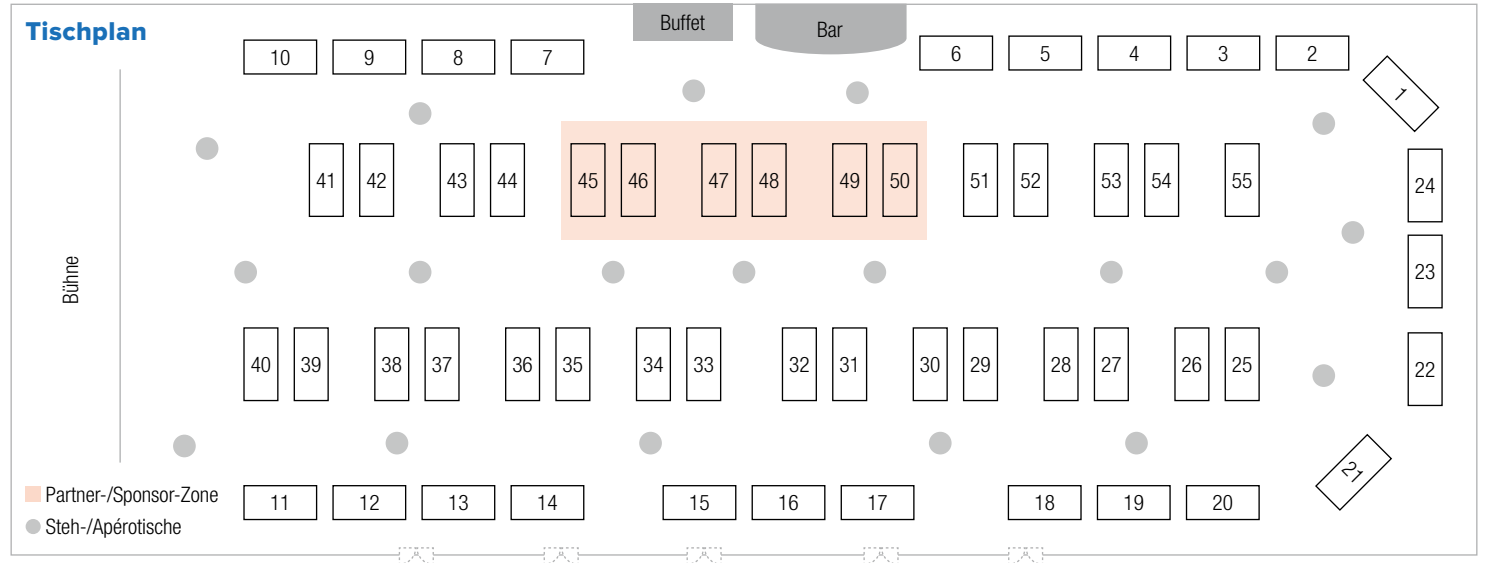 Tischplan
Buffet
Bar
10 9 8 7
6 5 4 3 2
1
41 42 43 44 45 46 47 48 49 50 51 52 53 54 55
24
23
22
Bühne
40 39 38 37 36 35 34 33 32 31 30 29 28 27 26 25
21
Partner-/Sponsor-Zone
Steh-/Apérotische
11 12 13 14 15 16 17 18 19 20